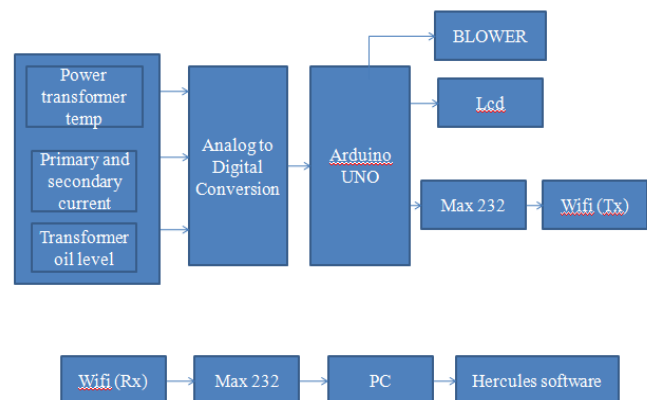 BLOWER
Power
transformer
temp
Lcd
Analog to
Digital
Conversion
Arduino
UNO
Primary and
secondary
current
Max 232
Wifi (Tx)
Transformer
oil level
Wifi (Rx)
Max 232
PC
Hercules software